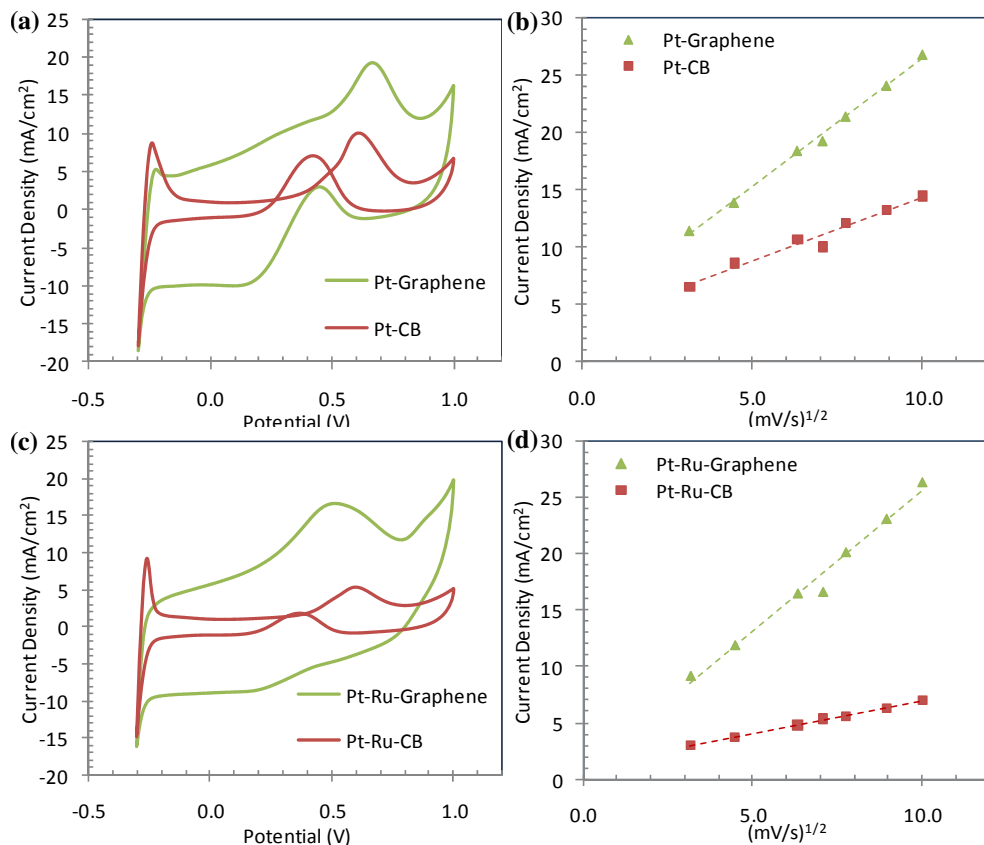 (a)
25
20
15
10
5
0
-5
-10
-15
-20
Current Density (mA/cm²)
Pt-Graphene
Pt-CB
-0.5 0.0 0.5 1.0
Potential (V)
(b)
30
25
20
15
10
5
0
Current Density (mA/cm²)
Pt-Graphene
Pt-CB
0.0 5.0 10.0
(mV/s)1/2
(c)
25
20
15
10
5
0
-5
-10
-15
-20
Current Density (mA/cm²)
Pt-Ru-Graphene
Pt-Ru-CB
-0.5 0.0 0.5 1.0
Potential (V)
(d)
30
25
20
15
10
5
0
Current Density (mA/cm²)
Pt-Ru-Graphene
Pt-Ru-CB
0.0 5.0 10.0
(mV/s)1/2